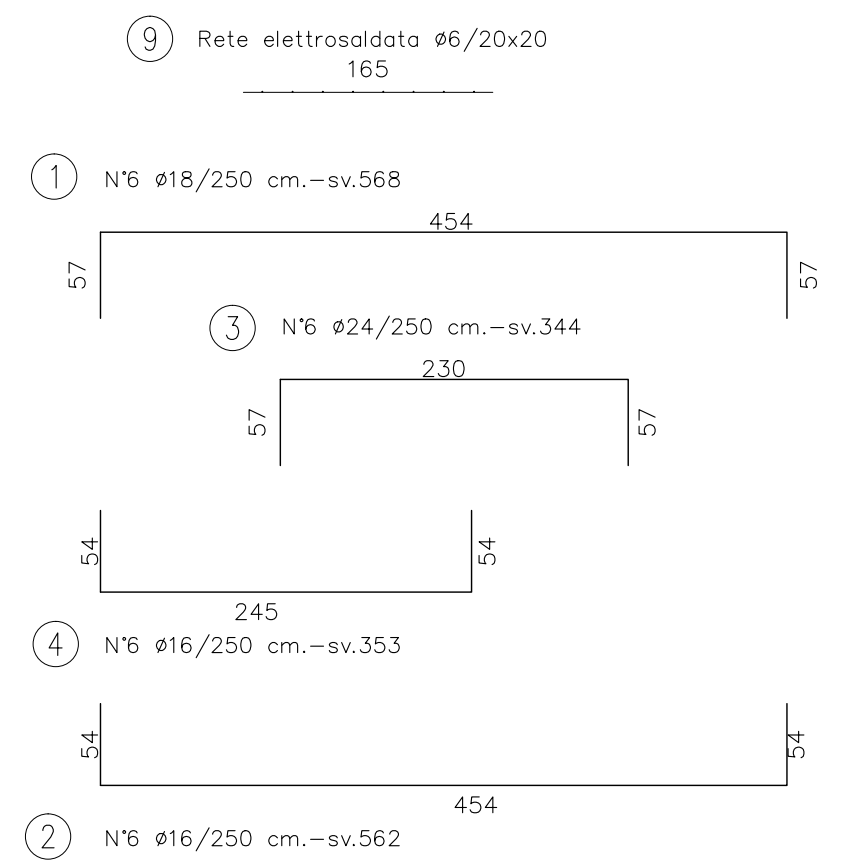 9 Rete elettrosaldata ø6/20x20
165
1 N°6 ø18/250 cm.-sv.568
454
57
57
3 N°6 ø24/250 cm.-sv.344
230
57
57
54
54
245
4 N°6 ø16/250 cm.-sv.353
54
54
454
2 N°6 ø16/250 cm.-sv.562